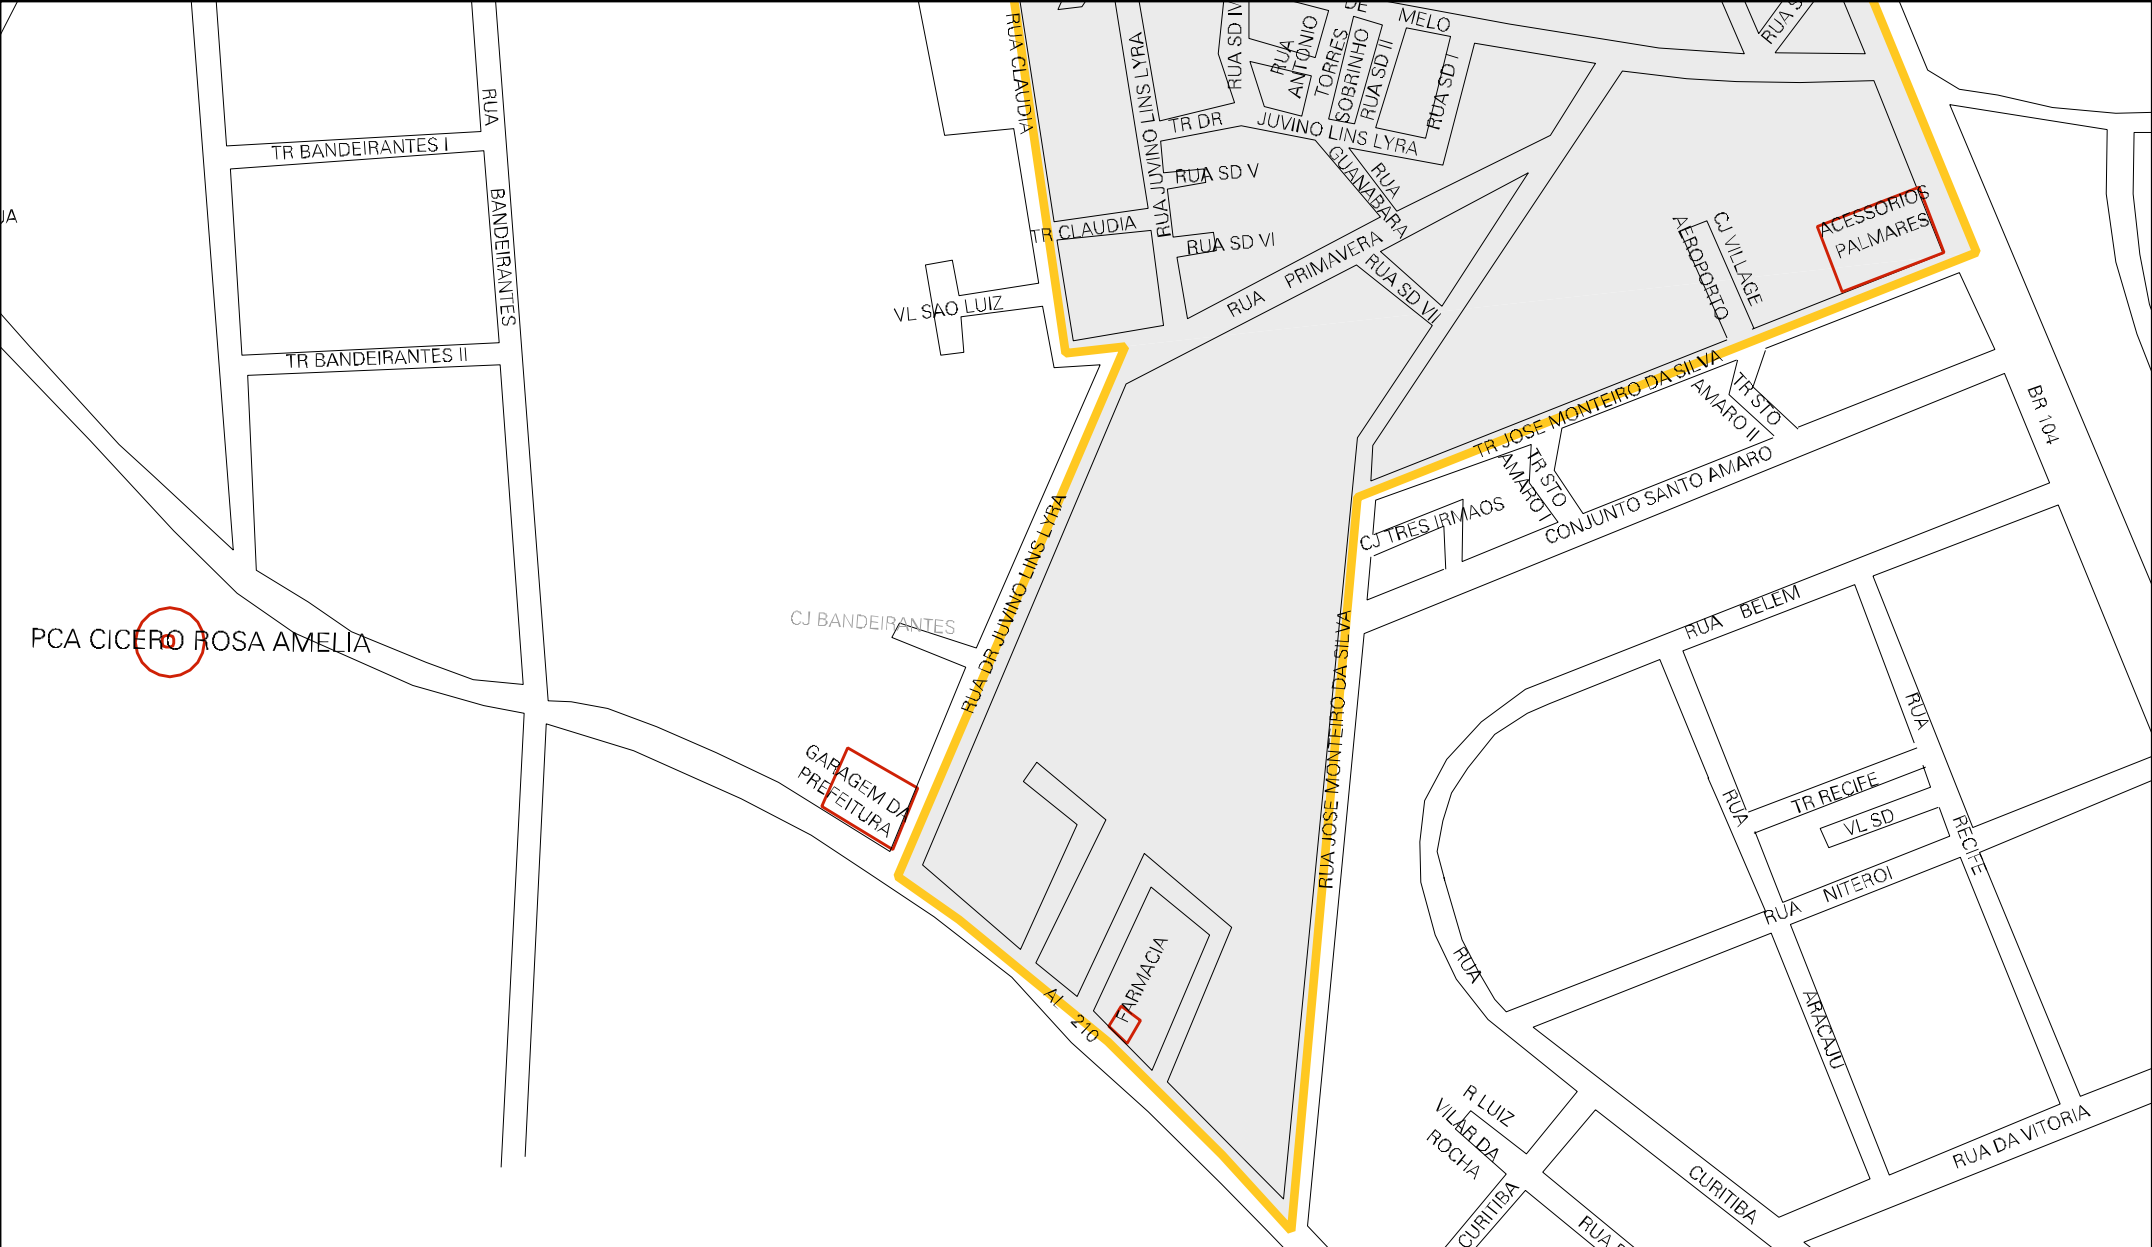 RUA CLAUDIA
RUA JUVINO LINS LYRA
RUA SD IV
RUA
ANTONIO
TORRES
SOBRINHO
DE
MELO
RUA SD II
RUA SD I
RUA S
TR DR
JUVINO LINS LYRA
RUA
GUANABARA
RUA SD V
RUA SD VI
TR CLAUDIA
RUA PRIMAVERA
RUA SD VII
RUA
BANDEIRANTES
TR BANDEIRANTES I
TR BANDEIRANTES II
JA
VL SAO LUIZ
ACESSORIOS
PALMARES
CJ VILLAGE
AEROPORTO
TR JOSE MONTEIRO DA SILVA
TR STO
AMARO II
TR STO
AMARO I
BR 104
CJ TRES IRMAOS
CONJUNTO SANTO AMARO
RUA DR JUVINO LINS LYRA
CJ BANDEIRANTES
PCA CICERO ROSA AMELIA
RUA JOSE MONTEIRO DA SILVA
RUA BELEM
RUA
RECIFE
GARAGEM DA
PREFEITURA
TR RECIFE
VL SD
RUA
ARACAJU
RUA NITEROI
FARMACIA
AL 210
RUA
CURITIBA
R LUIZ
VILAR DA
ROCHA
RUA DA VITORIA
CURITIBA
RUA